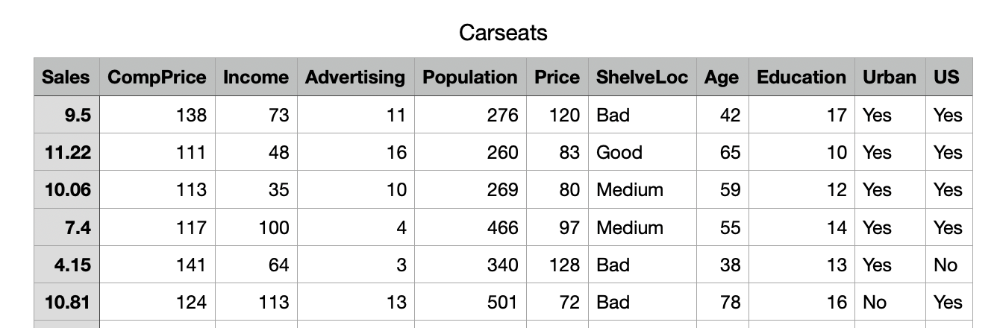 Carseats
Sales CompPrice Income Advertising Population Price ShelveLoc Age Education Urban US
9.5 138 73 11 276 120 Bad 42 17 Yes Yes
11.22 111 48 16 260 83 Good 65 10 Yes Yes
10.06 113 35 10 269 80 Medium 59 12 Yes Yes
7.4 117 100 4 466 97 Medium 55 14 Yes Yes
4.15 141 64 3 340 128 Bad 38 13 Yes No
10.81 124 113 13 501 72 Bad 78 16 No Yes